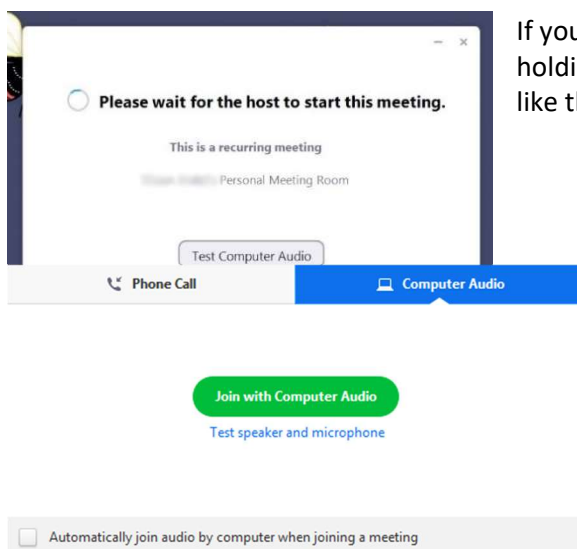 If you
holdi
like th
Please wait for the host to start this meeting.
This is a recurring meeting
Personal Meeting Room
Test Computer Audio
Phone Call
Computer Audio
Join with Computer Audio
Test speaker and microphone
Automatically join audio by computer when joining a meeting